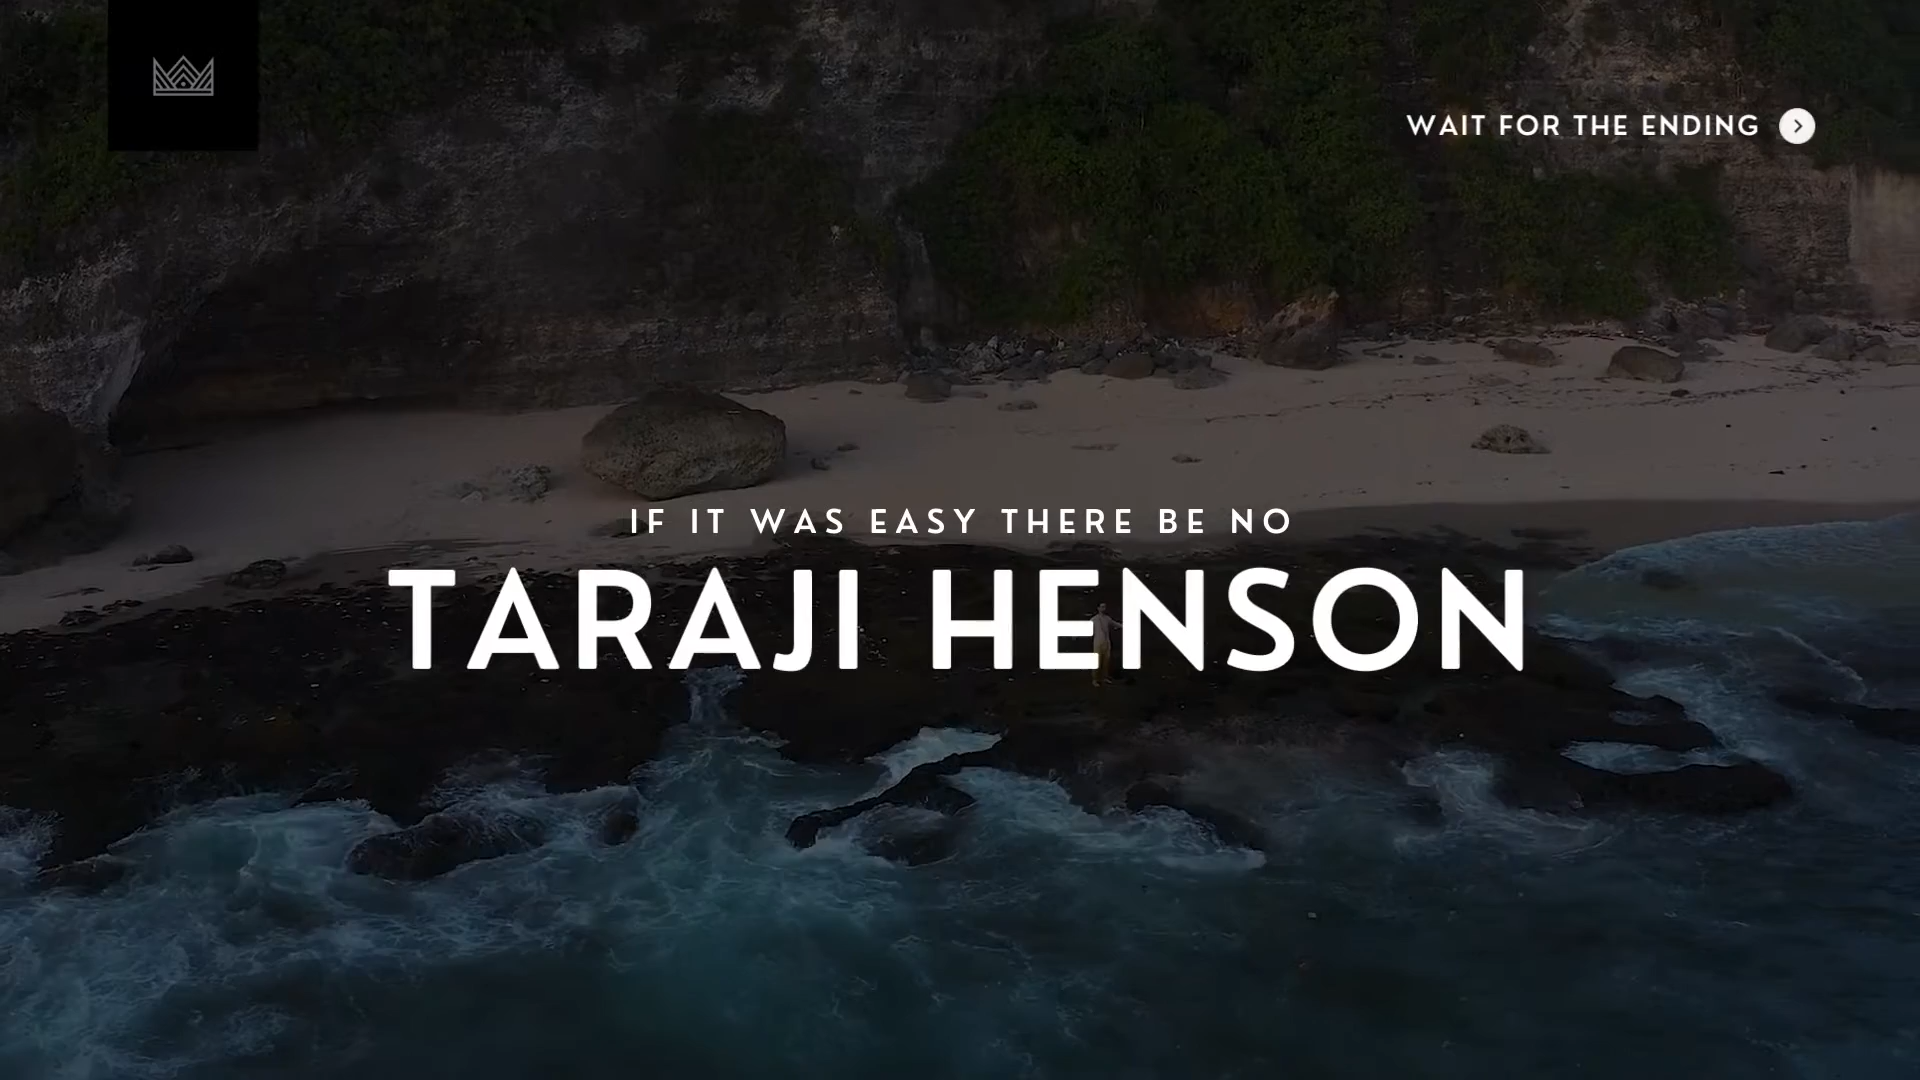 WAIT FOR THE ENDING
IF IT WAS EASY THERE BE NO
TARAJI HENSON